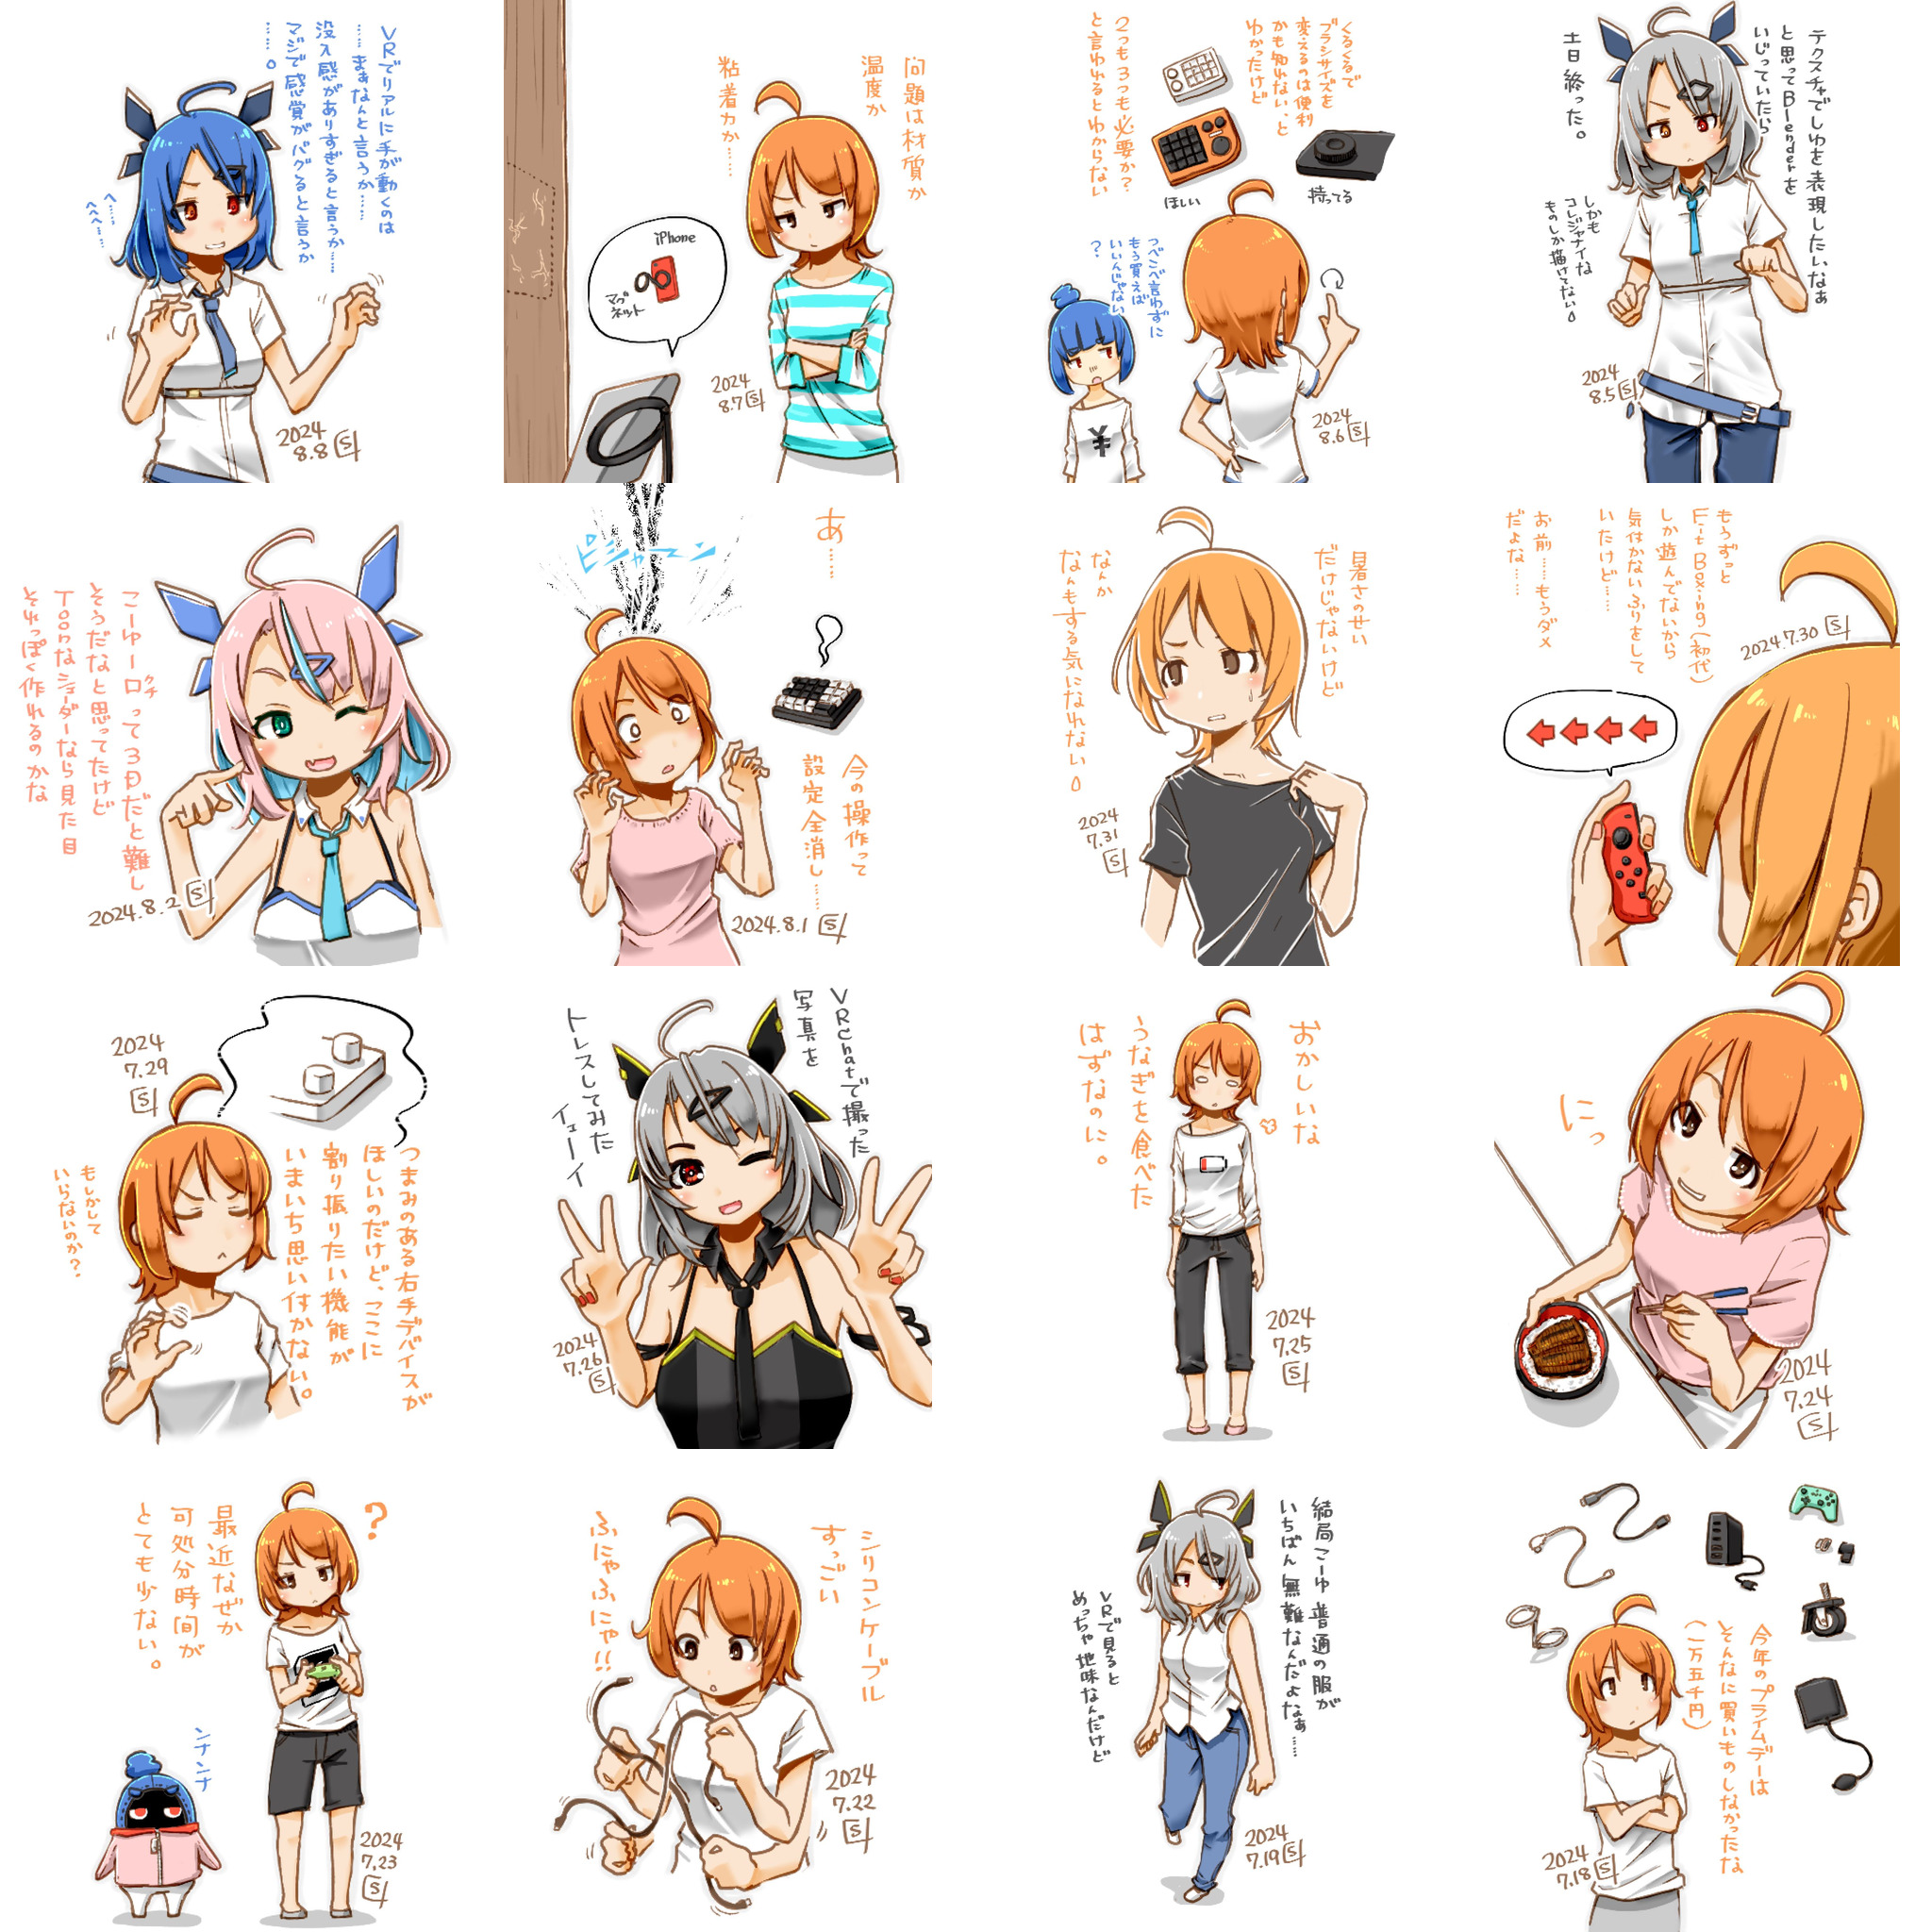 VRでリアルに手が動くのは
……まぁなんと言うか……
没入感がありすぎると言うか……
マジで感覚がバグると言うか
……。
へ……
へへへ……
2024
8.8
問題は材質か
温度か
粘着力か……
iPhone
マグ
ネット
2024
8.7
くるくるで
ブラシサイズを
変えるのは便利
かも知れない、と
わかったけど
2つも3つも必要か?
と言われるとわからない
ほしい
持ってる
つべこべ言わずに
もう買えば
いいんじゃない
?
¥
2024
8.6
テクスチャでしわを表現したいなぁ
と思ってBlenderを
いじっていたら
土日終った。
しかも
コレジャナイな
ものしか描けてない。
2024
8.5
こーゆー口って3Dだと難し
クチ
そうだなと思ってたけど
Toonなシェーダーなら見た目
それっぽく作れるのかな
2024.8.2
あ……
ピシャーン
今の操作って
設定全消し……
2024.8.1
暑さのせい
だけじゃないけど
なんか
なんもする気になれない。
2024
7.31
もうずっと
Fit Boxing(初代)
しか遊んでないから
気付かないふりをして
いたけど……
お前……もうダメ
だよな……
2024.7.30
2024
7.29
つまみのある右手デバイスが
ほしいのだけど、ここに
割り振りたい機能が
いまいち思い付かない。
もしかして
いらないのか?
VRChatで撮った
写真を
トレスしてみた
イェーイ
2024
7.26
おかしいな
うなぎを食べた
はずなのに。
2024
7.25
にっ
2024
7.24
?
最近なぜか
可処分時間が
とても少ない。
ンナンナ
2024
7.23
シリコンケーブル
すっごい
ふにゃふにゃ!!
2024
7.22
結局こーゆ普通の服が
いちばん無難なんだよなぁ……
VRで見ると
めっちゃ地味なんだけど
2024
7.19
今年のプライムデーは
そんなに買いものしなかったな
(一万五千円)
2024
7.18